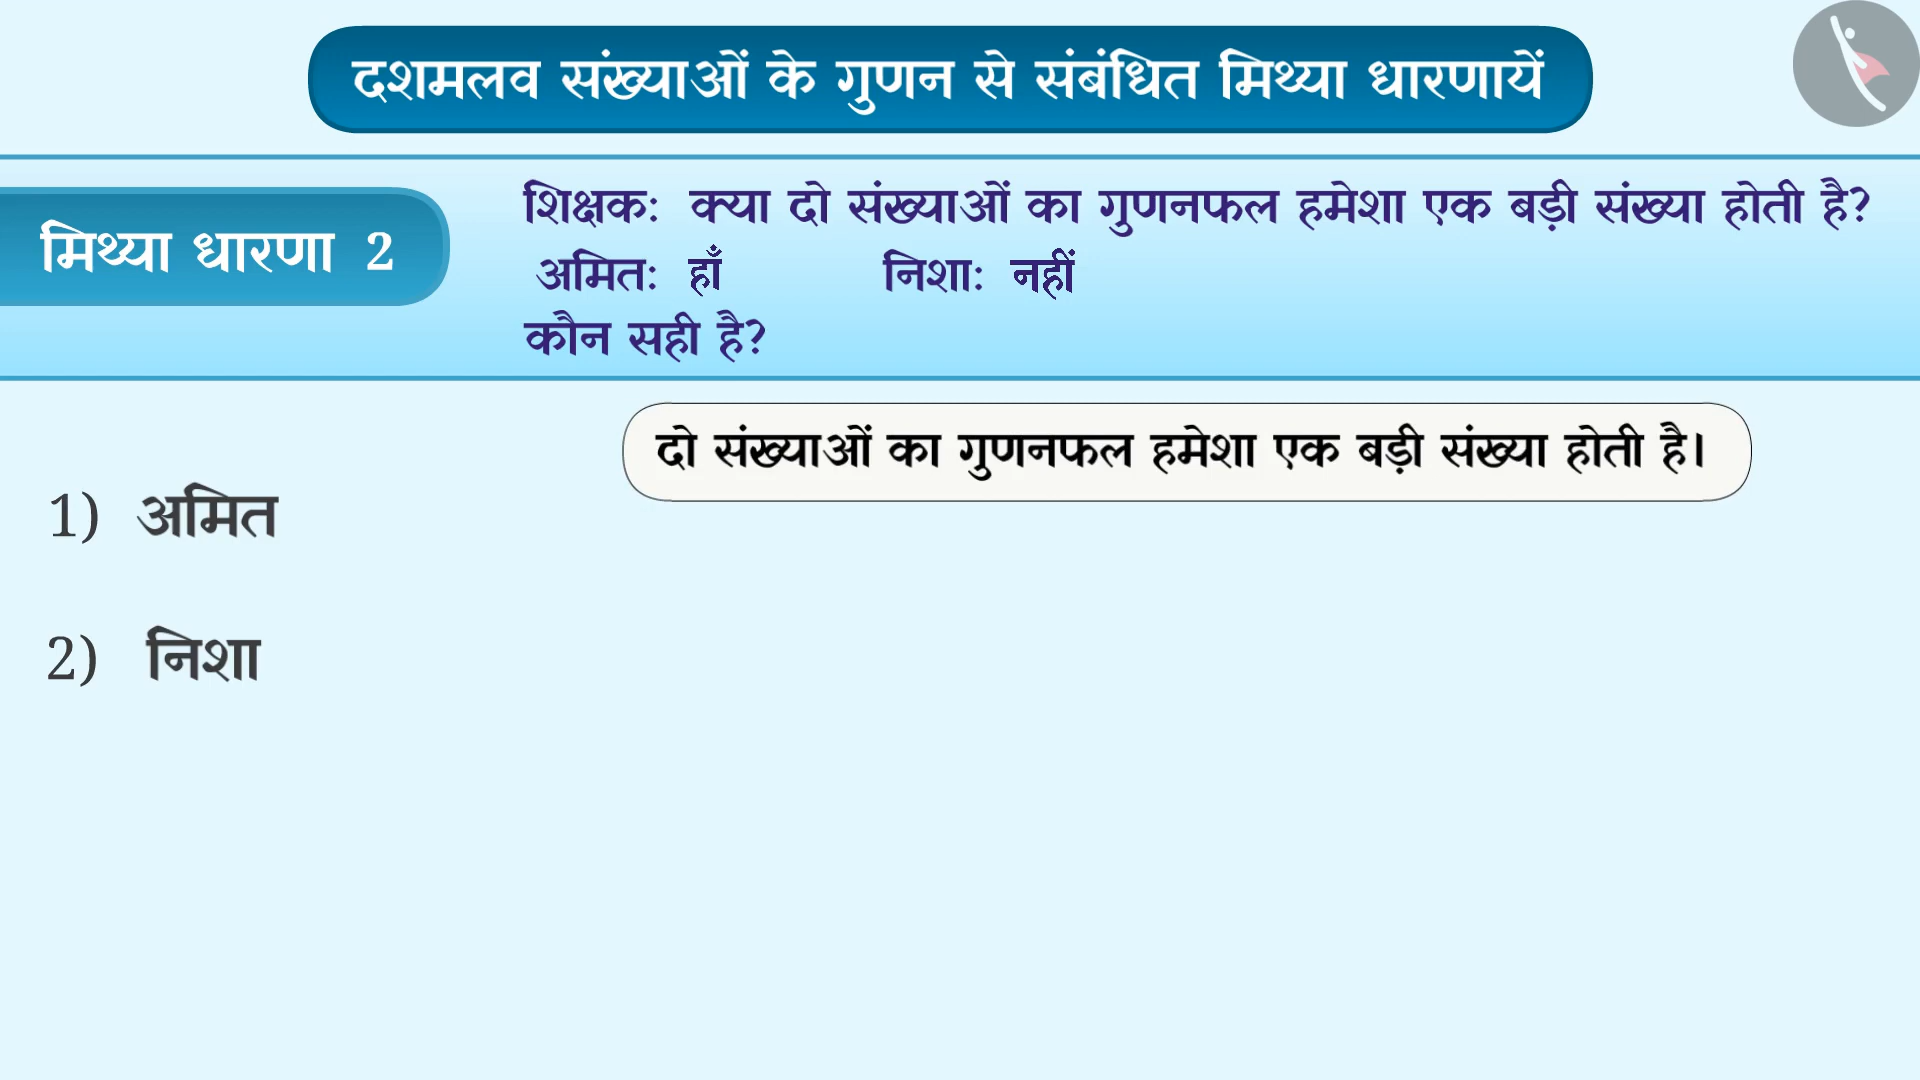 दशमलव संख्याओं के गुणन से संबंधित मिथ्या धारणायें
मिथ्या धारणा 2
शिक्षक: क्या दो संख्याओं का गुणनफल हमेशा एक बड़ी संख्या होती है?
अमित: हाँ निशा: नहीं
कौन सही है?
दो संख्याओं का गुणनफल हमेशा एक बड़ी संख्या होती है।
1) अमित
2) निशा